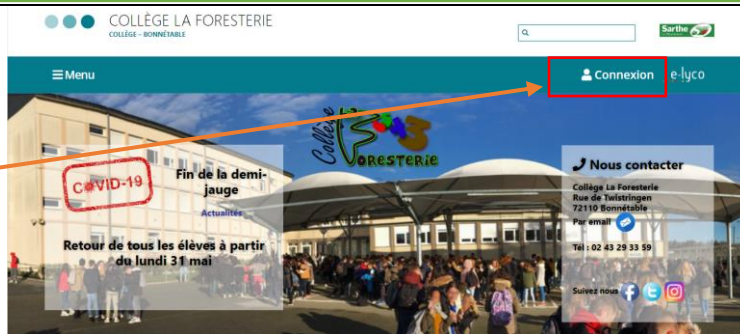 COLLÈGE LA FORESTERIE
COLLÈGE - BONNÉTABLE
Sarthe
Menu
Connexion
e-lyco
Collège
FORESTERIE
COVID-19
Fin de la demi-
jauge
Actualités
Retour de tous les élèves à partir
du lundi 31 mai
Nous contacter
Collège La Foresterie
Rue de Twistringen
72110 Bonnétable
Par email
Tél : 02 43 29 33 59
Suivez nous